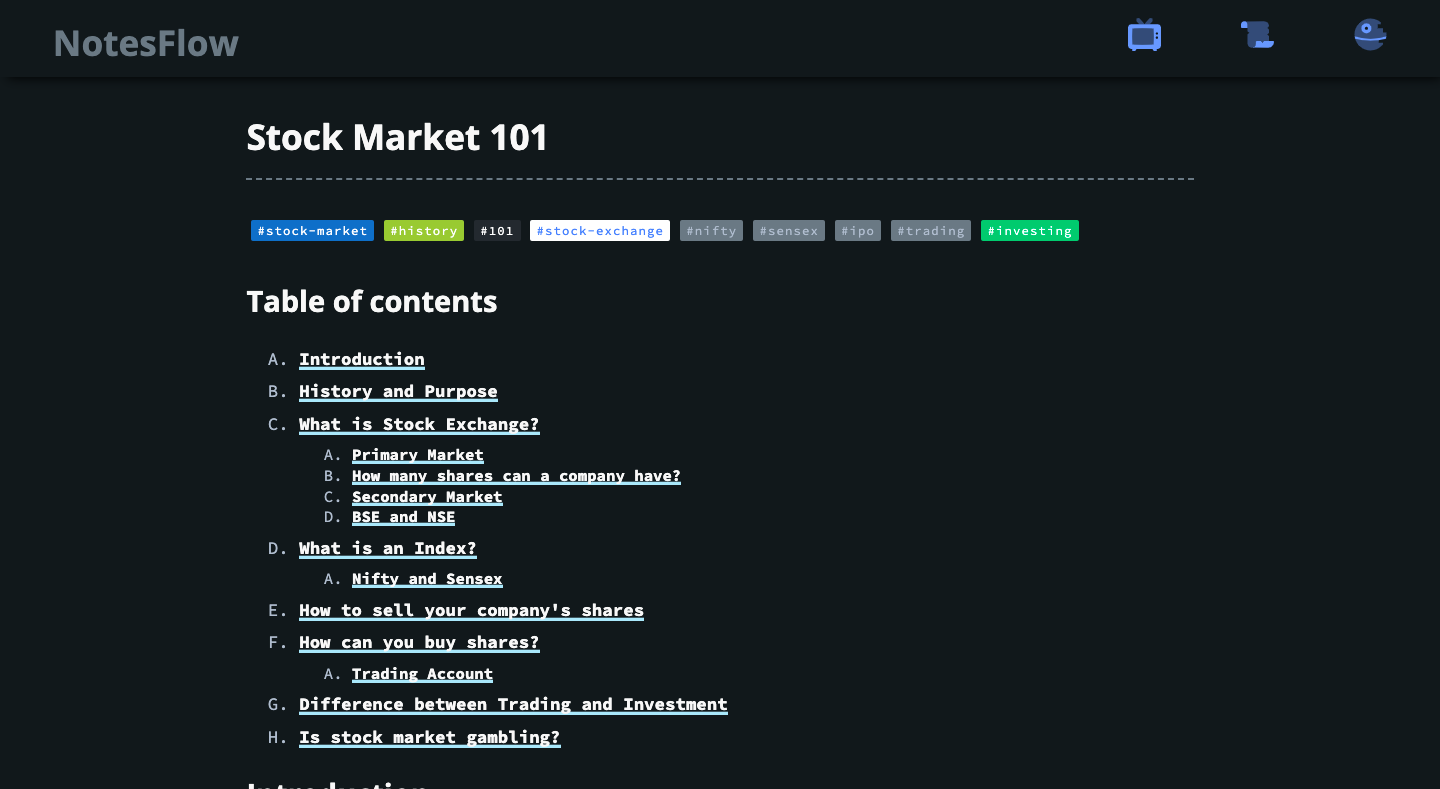 NotesFlow
Stock Market 101
#stock-market #history #101 #stock-exchange #nifty #sensex #ipo #trading #investing
Table of contents
A. Introduction
B. History and Purpose
C. What is Stock Exchange?
A. Primary Market
B. How many shares can a company have?
C. Secondary Market
D. BSE and NSE
D. What is an Index?
A. Nifty and Sensex
E. How to sell your company's shares
F. How can you buy shares?
A. Trading Account
G. Difference between Trading and Investment
H. Is stock market gambling?
Introduction